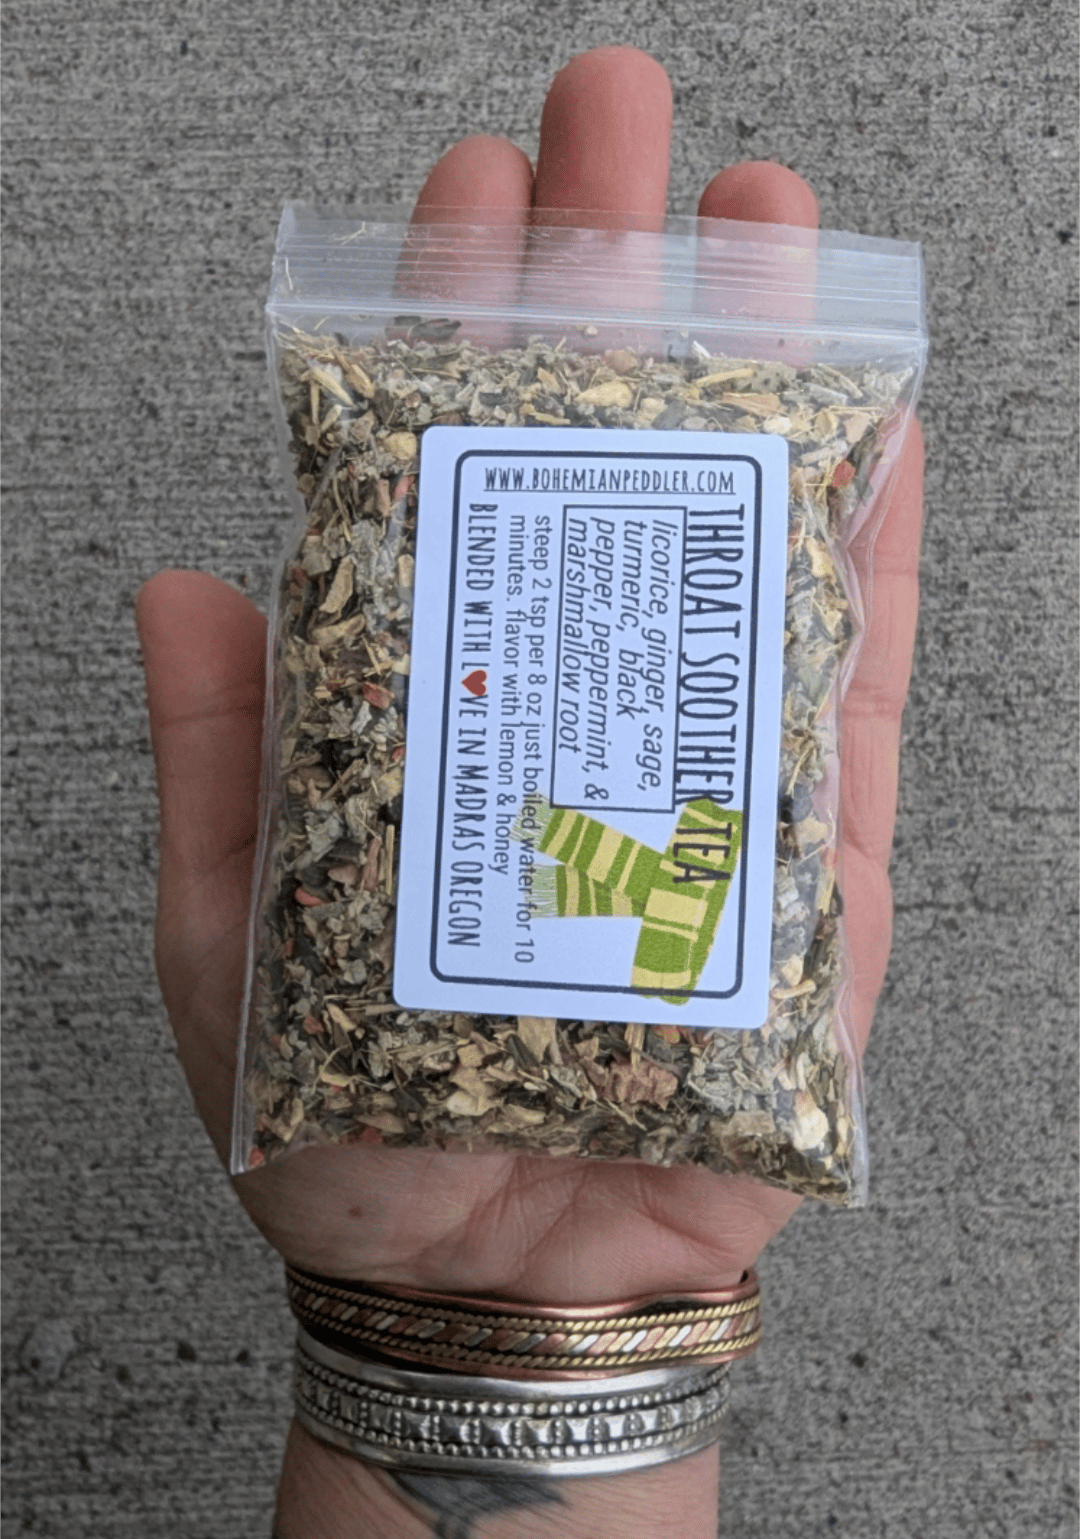 WWW.BOHEMIANPEDDLER.COM
THROAT SOOTHER TEA
licorice, ginger, sage,
turmeric, black
pepper, peppermint, &
marshmallow root
steep 2 tsp per 8 oz just boiled water for 10
minutes. flavor with lemon & honey
BLENDED WITH L❤VE IN MADRAS OREGON